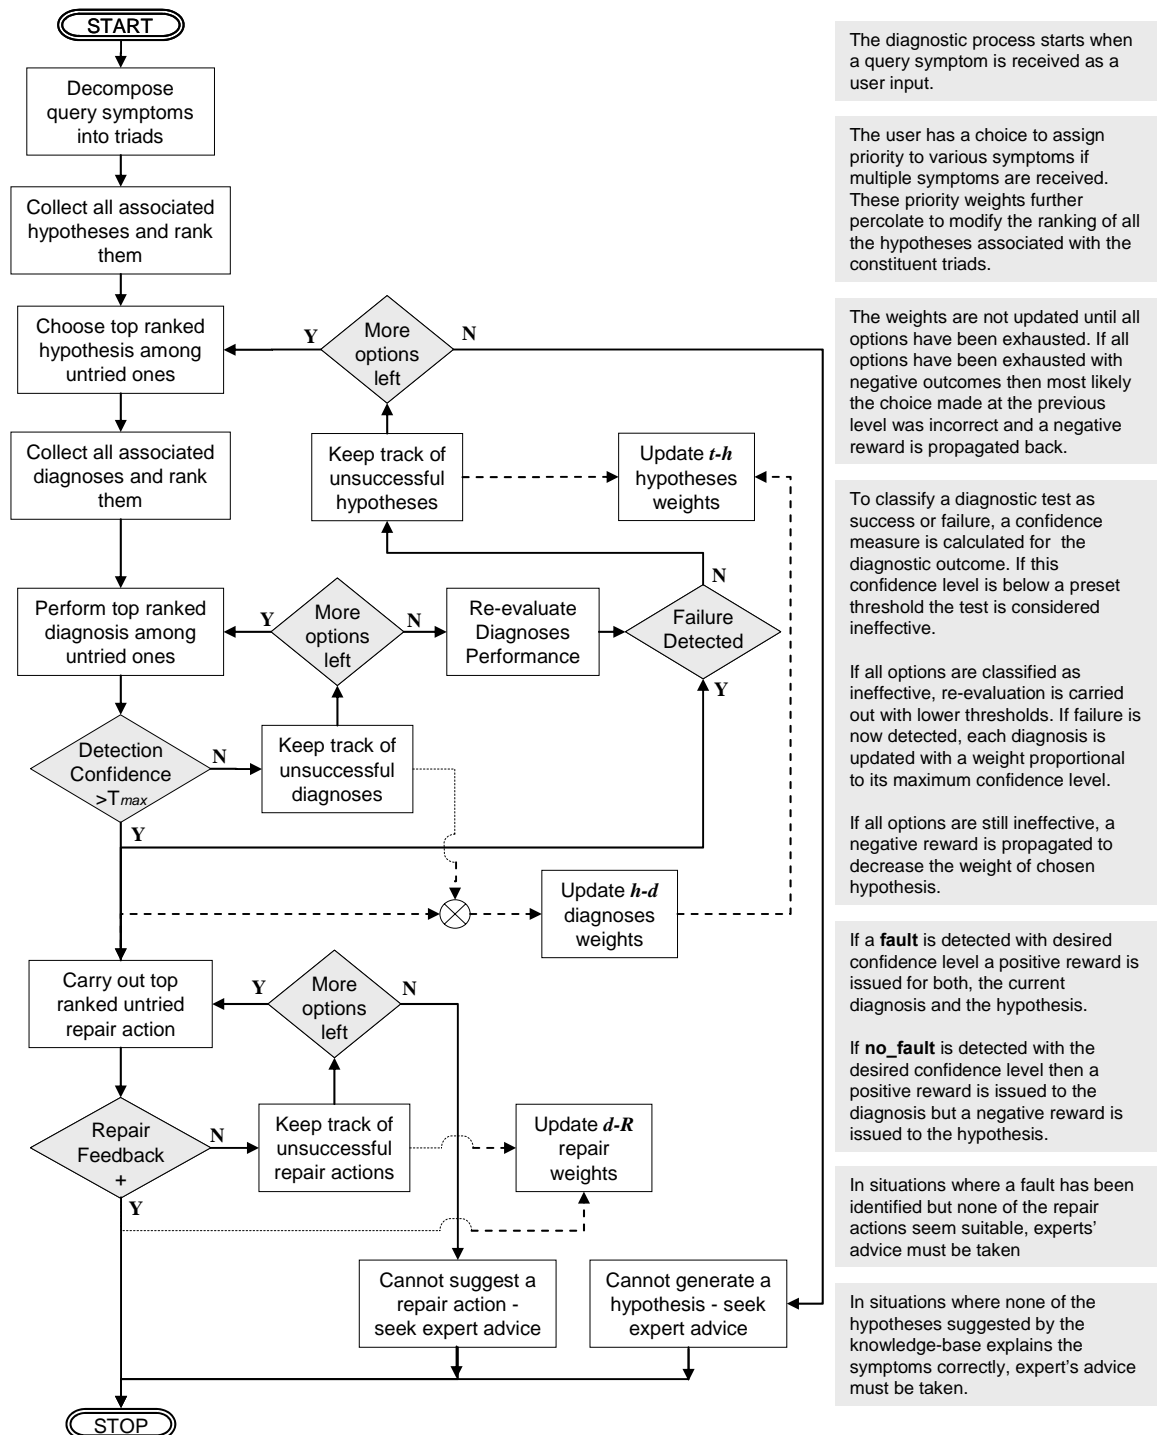 START
Decompose
query symptoms
into triads
Collect all associated
hypotheses and rank
them
Choose top ranked
hypothesis among
untried ones
Y
More
options
left
N
Collect all associated
diagnoses and rank
them
Keep track of
unsuccessful
hypotheses
Update t-h
hypotheses
weights
Perform top ranked
diagnosis among
untried ones
Y
More
options
left
N
Re-evaluate
Diagnoses
Performance
N
Failure
Detected
Y
Detection
Confidence
>Tmax
N
Y
Keep track of
unsuccessful
diagnoses
Update h-d
diagnoses
weights
Carry out top
ranked untried
repair action
Y
More
options
left
N
Repair
Feedback
+
N
Y
Keep track of
unsuccessful
repair actions
Update d-R
repair
weights
Cannot suggest a
repair action -
seek expert advice
Cannot generate a
hypothesis - seek
expert advice
STOP
The diagnostic process starts when
a query symptom is received as a
user input.
The user has a choice to assign
priority to various symptoms if
multiple symptoms are received.
These priority weights further
percolate to modify the ranking of all
the hypotheses associated with the
constituent triads.
The weights are not updated until all
options have been exhausted. If all
options have been exhausted with
negative outcomes then most likely
the choice made at the previous
level was incorrect and a negative
reward is propagated back.
To classify a diagnostic test as
success or failure, a confidence
measure is calculated for the
diagnostic outcome. If this
confidence level is below a preset
threshold the test is considered
ineffective.
If all options are classified as
ineffective, re-evaluation is carried
out with lower thresholds. If failure is
now detected, each diagnosis is
updated with a weight proportional
to its maximum confidence level.
If all options are still ineffective, a
negative reward is propagated to
decrease the weight of chosen
hypothesis.
If a fault is detected with desired
confidence level a positive reward is
issued for both, the current
diagnosis and the hypothesis.
If no_fault is detected with the
desired confidence level then a
positive reward is issued to the
diagnosis but a negative reward is
issued to the hypothesis.
In situations where a fault has been
identified but none of the repair
actions seem suitable, experts'
advice must be taken
In situations where none of the
hypotheses suggested by the
knowledge-base explains the
symptoms correctly, expert's advice
must be taken.